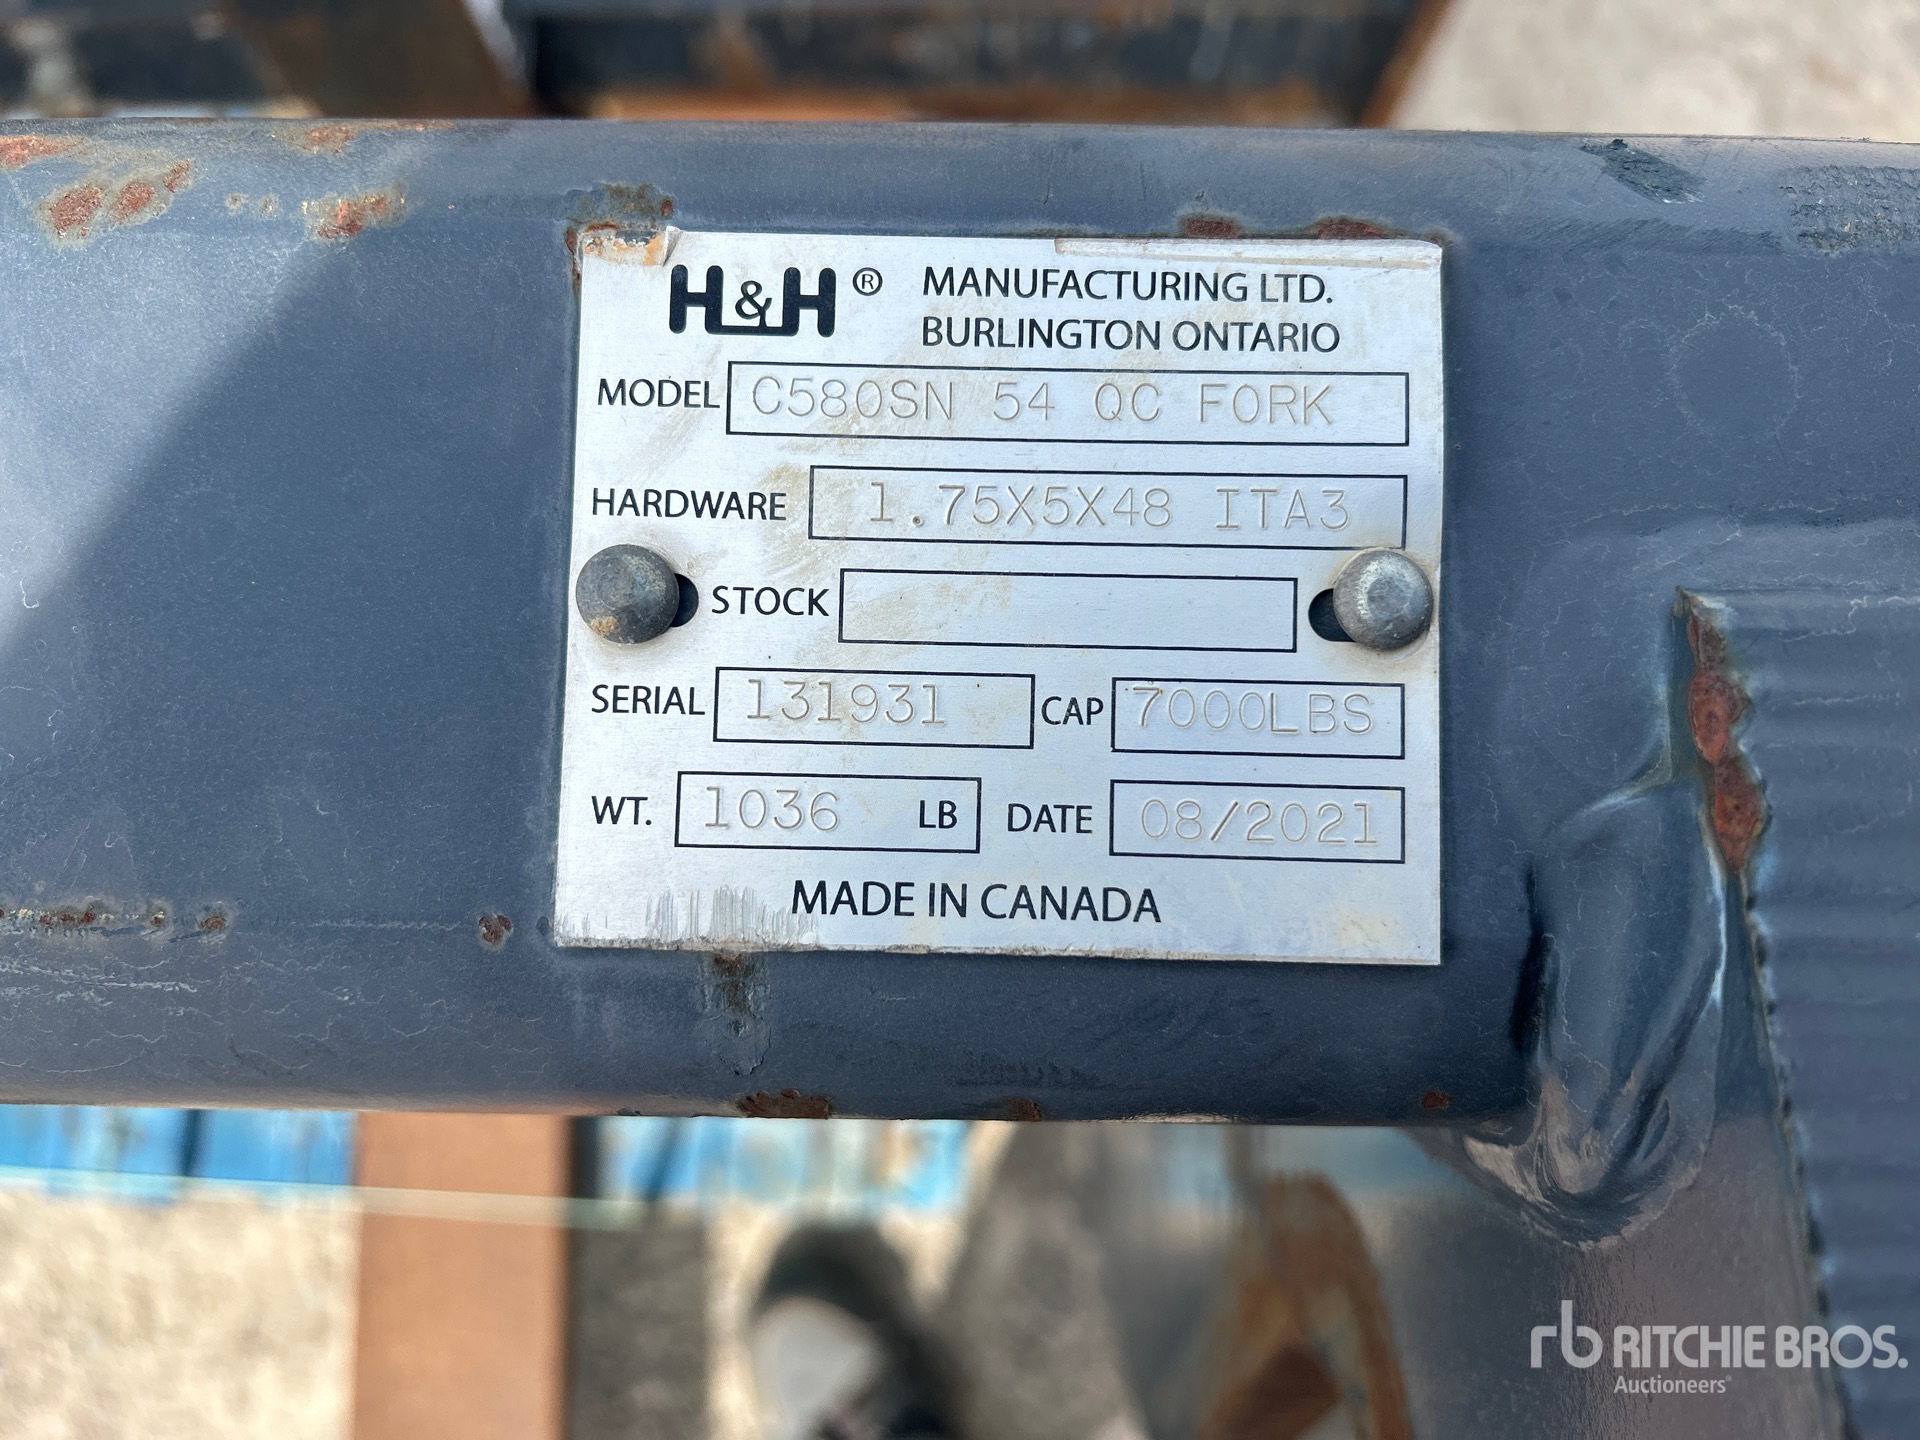 H&H® MANUFACTURING LTD.
BURLINGTON ONTARIO
MODEL C580SN 54 QC FORK
HARDWARE 1.75X5X48 ITA3
STOCK
SERIAL 131931 CAP 7000LBS
WT. 1036 LB DATE 08/2021
MADE IN CANADA
rb RITCHIE BROS.
Auctioneers